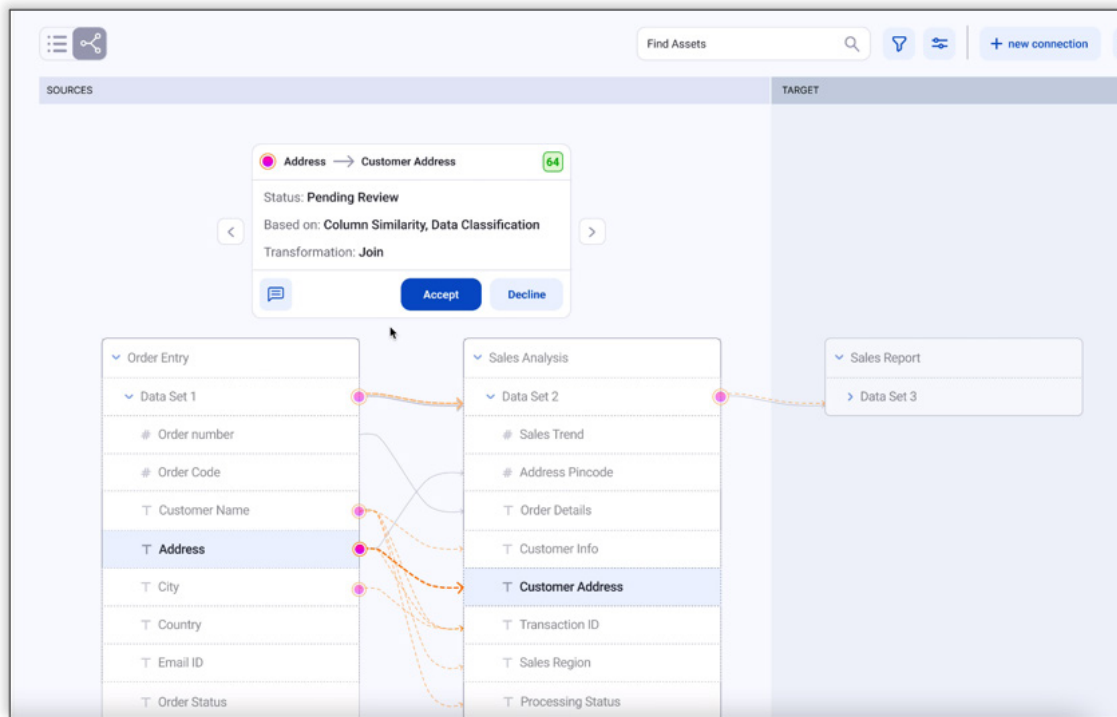 Find Assets
+ new connection
SOURCES
TARGET
Address → Customer Address 64
Status: Pending Review
Based on: Column Similarity, Data Classification
Transformation: Join
Accept Decline
Order Entry
Data Set 1
# Order number
# Order Code
T Customer Name
T Address
T City
T Country
T Email ID
T Order Status
Sales Analysis
Data Set 2
# Sales Trend
# Address Pincode
T Order Details
T Customer Info
T Customer Address
T Transaction ID
T Sales Region
T Processing Status
Sales Report
Data Set 3